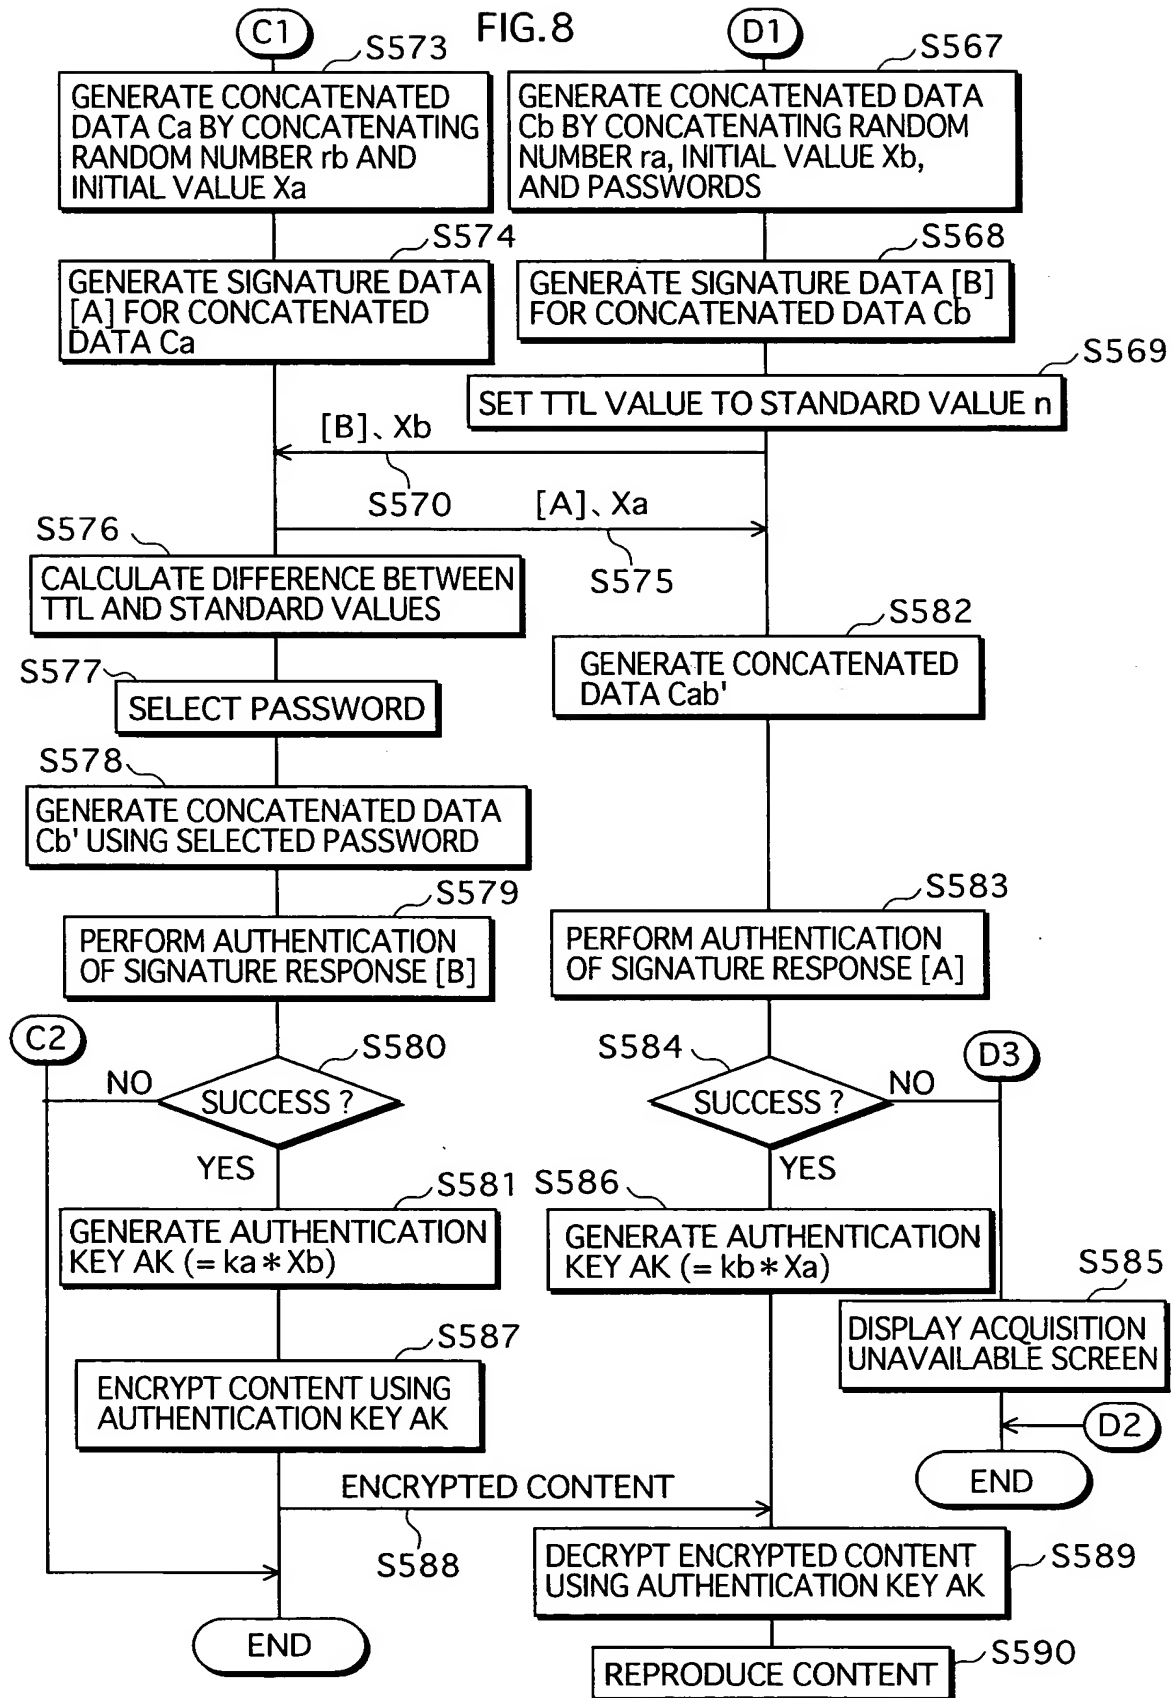 FIG.8
C1
D1
S573
GENERATE CONCATENATED
DATA Ca BY CONCATENATING
RANDOM NUMBER rb AND
INITIAL VALUE Xa
S567
GENERATE CONCATENATED DATA
Cb BY CONCATENATING RANDOM
NUMBER ra, INITIAL VALUE Xb,
AND PASSWORDS
S574
GENERATE SIGNATURE DATA
[A] FOR CONCATENATED
DATA Ca
S568
GENERATE SIGNATURE DATA [B]
FOR CONCATENATED DATA Cb
S569
SET TTL VALUE TO STANDARD VALUE n
[B]、Xb
S570
[A]、Xa
S575
S576
CALCULATE DIFFERENCE BETWEEN
TTL AND STANDARD VALUES
S582
GENERATE CONCATENATED
DATA Cab'
S577
SELECT PASSWORD
S578
GENERATE CONCATENATED DATA
Cb' USING SELECTED PASSWORD
S579
PERFORM AUTHENTICATION
OF SIGNATURE RESPONSE [B]
S583
PERFORM AUTHENTICATION
OF SIGNATURE RESPONSE [A]
C2
S580
NO
SUCCESS ?
YES
S584
D3
NO
SUCCESS ?
YES
S581
GENERATE AUTHENTICATION
KEY AK (= ka * Xb)
S586
GENERATE AUTHENTICATION
KEY AK (= kb * Xa)
S585
DISPLAY ACQUISITION
UNAVAILABLE SCREEN
S587
ENCRYPT CONTENT USING
AUTHENTICATION KEY AK
D2
END
ENCRYPTED CONTENT
S588
DECRYPT ENCRYPTED CONTENT
USING AUTHENTICATION KEY AK
S589
END
S590
REPRODUCE CONTENT